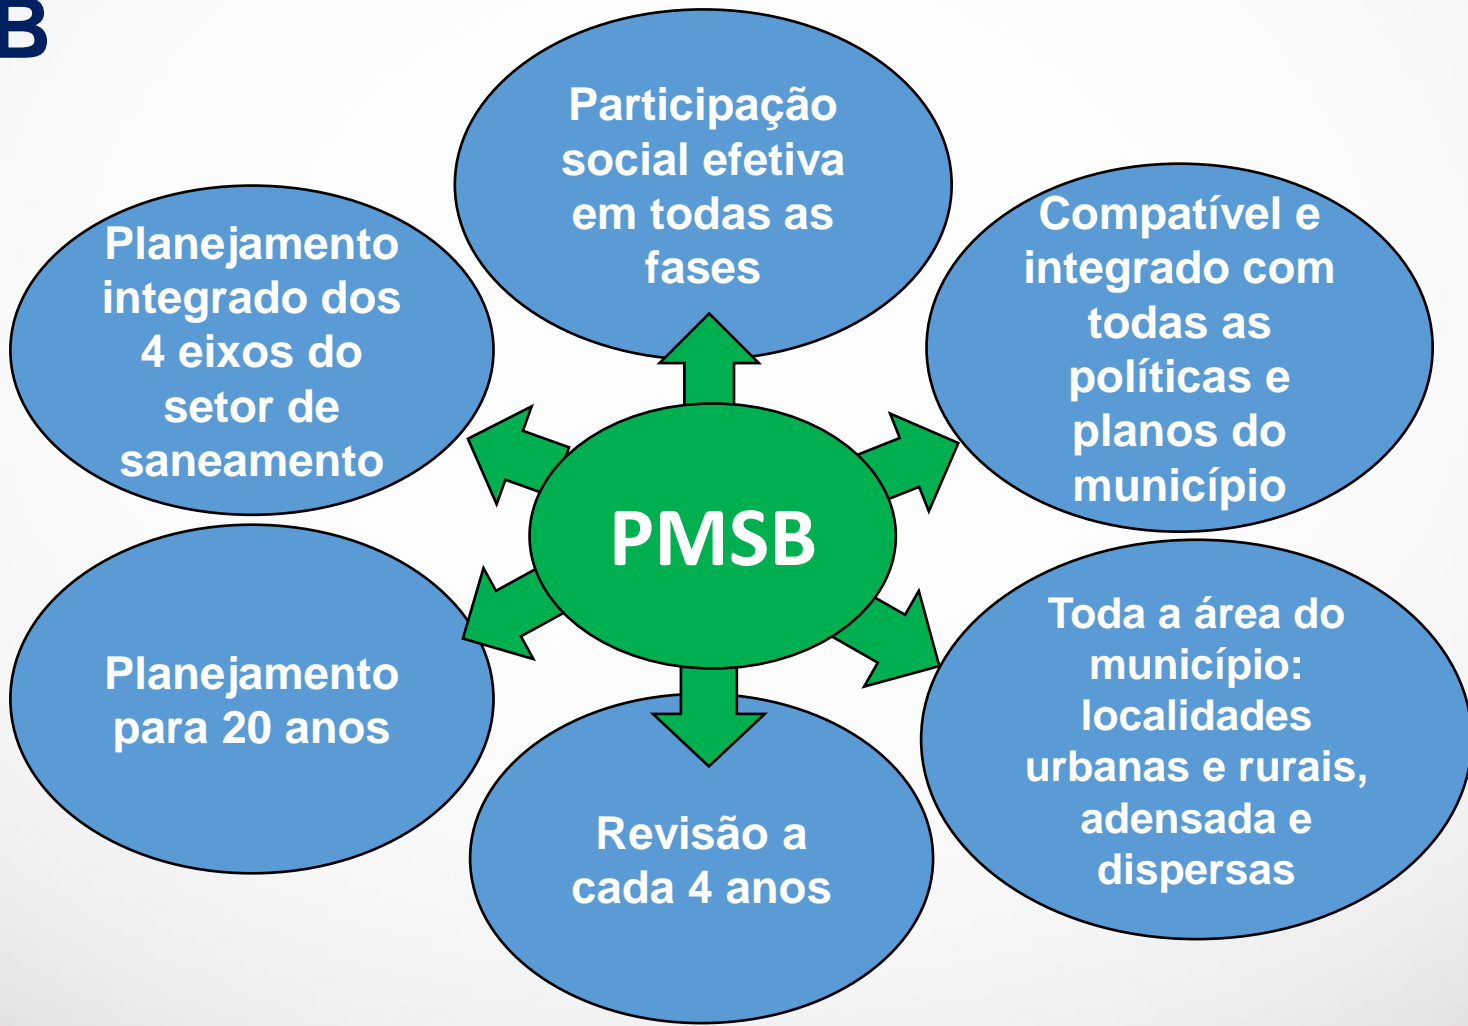 B
Participação
social efetiva
em todas as
fases
Compatível e
integrado com
todas as
políticas e
planos do
município
Toda a área do
município:
localidades
urbanas e rurais,
adensada e
dispersas
Revisão a
cada 4 anos
Planejamento
para 20 anos
Planejamento
integrado dos
4 eixos do
setor de
saneamento
PMSB